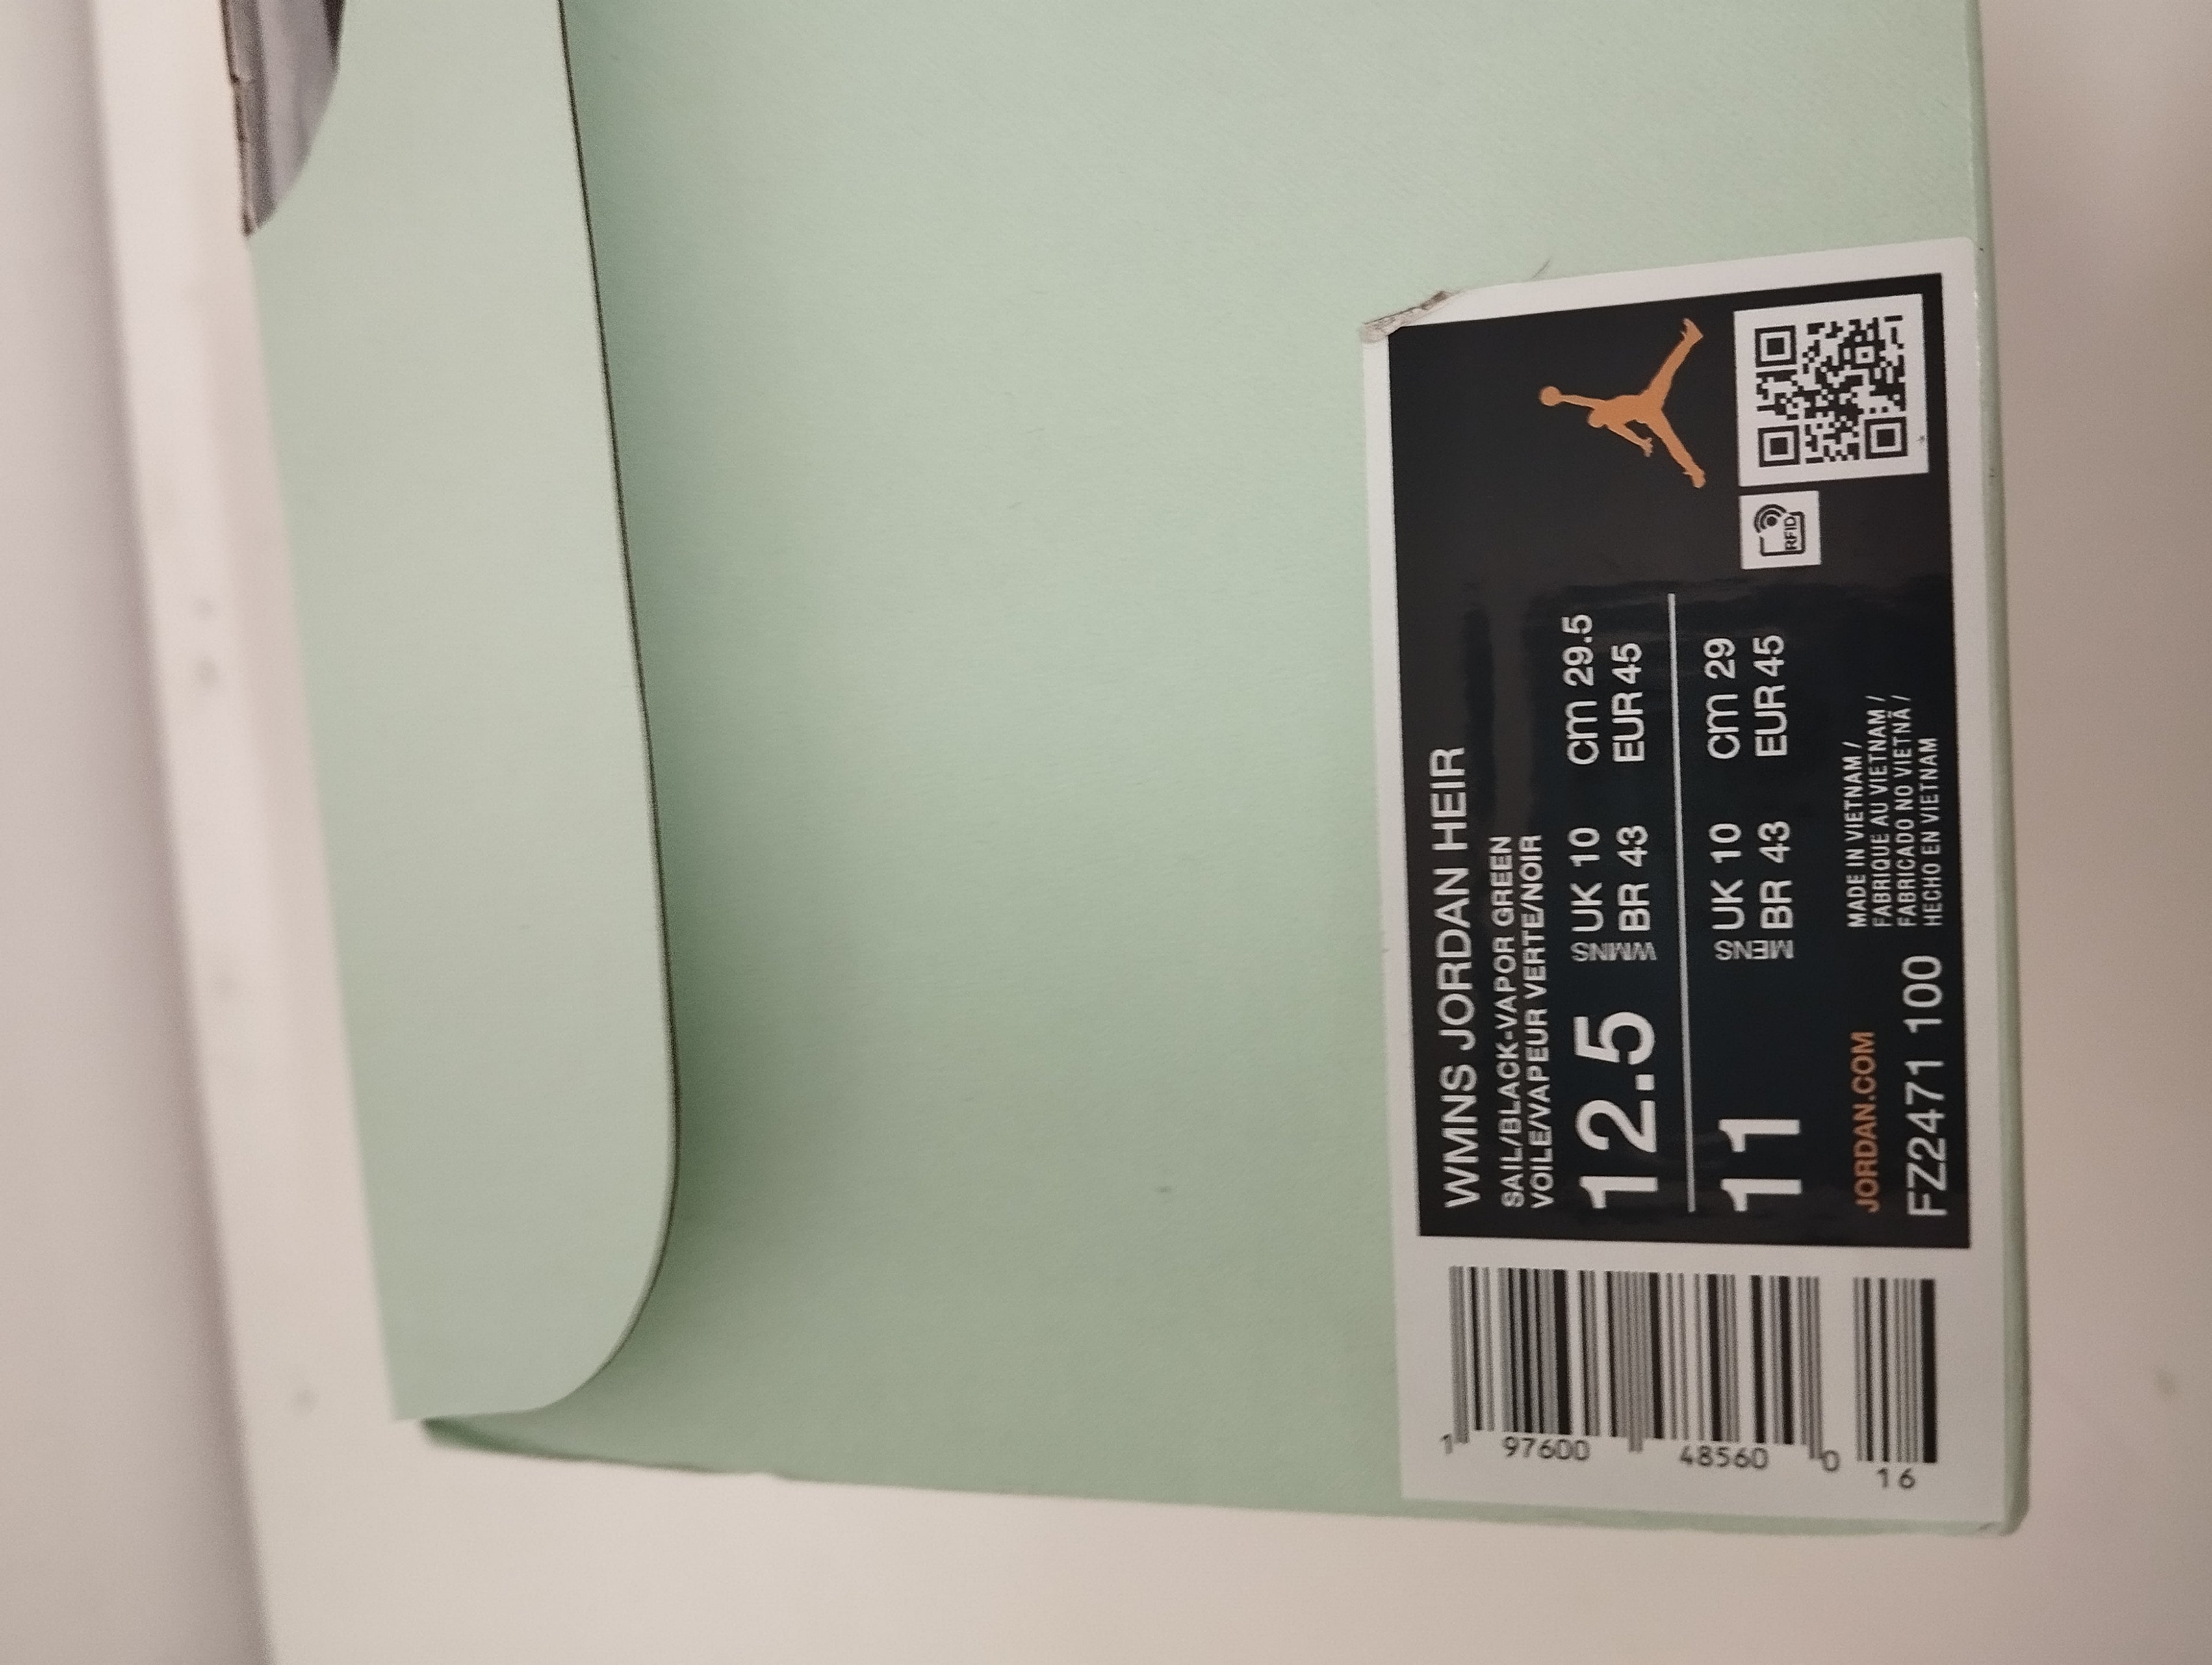 WMNS JORDAN HEIR
SAIL/BLACK-VAPOR GREEN
VOILE/VAPEUR VERTE/NOIR
12.5 WMNS UK 10 cm 29.5
BR 43 EUR 45
11 MENS UK 10 cm 29
BR 43 EUR 45
RFID
JORDAN.COM
FZ2471 100
MADE IN VIETNAM /
FABRIQUE AU VIETNAM /
FABRICADO NO VIETNÃ /
HECHO EN VIETNAM
1 97600 48560 0 16